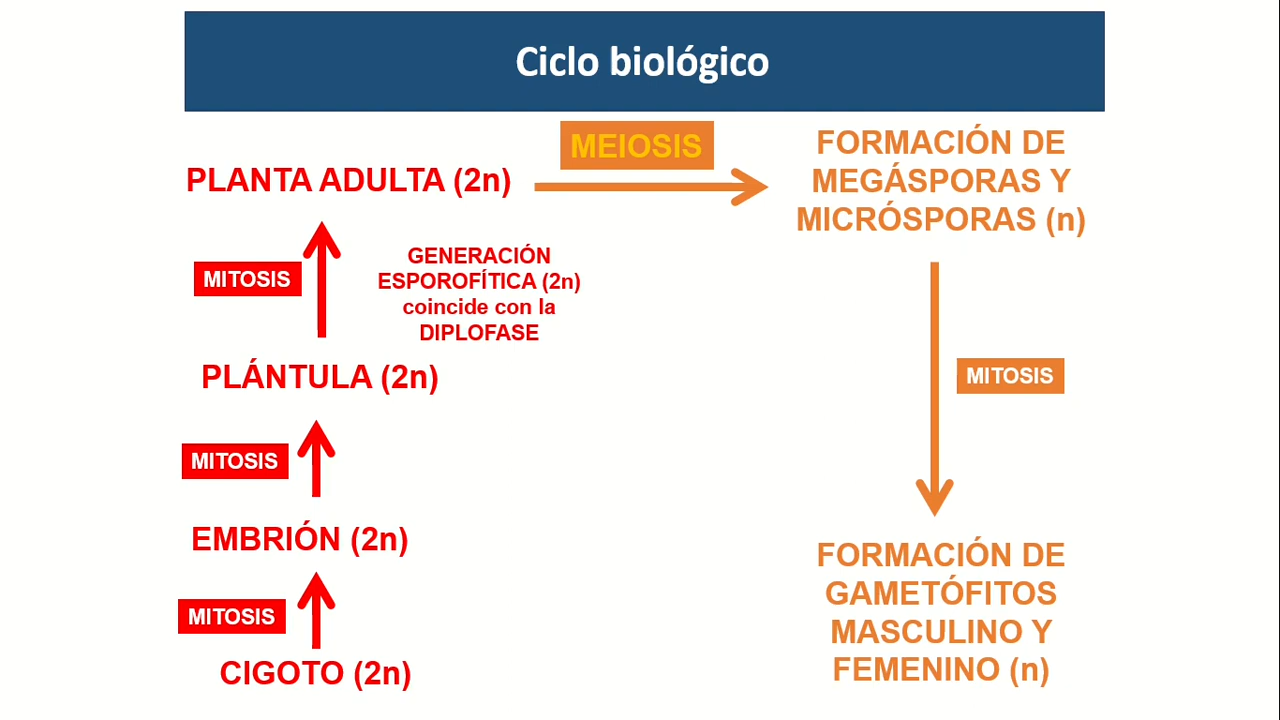 Ciclo biológico
PLANTA ADULTA (2n)
MEIOSIS
FORMACIÓN DE
MEGÁSPORAS Y
MICRÓSPORAS (n)
MITOSIS
GENERACIÓN
ESPOROFÍTICA (2n)
coincide con la
DIPLOFASE
PLÁNTULA (2n)
MITOSIS
MITOSIS
EMBRIÓN (2n)
MITOSIS
CIGOTO (2n)
FORMACIÓN DE
GAMETÓFITOS
MASCULINO Y
FEMENINO (n)